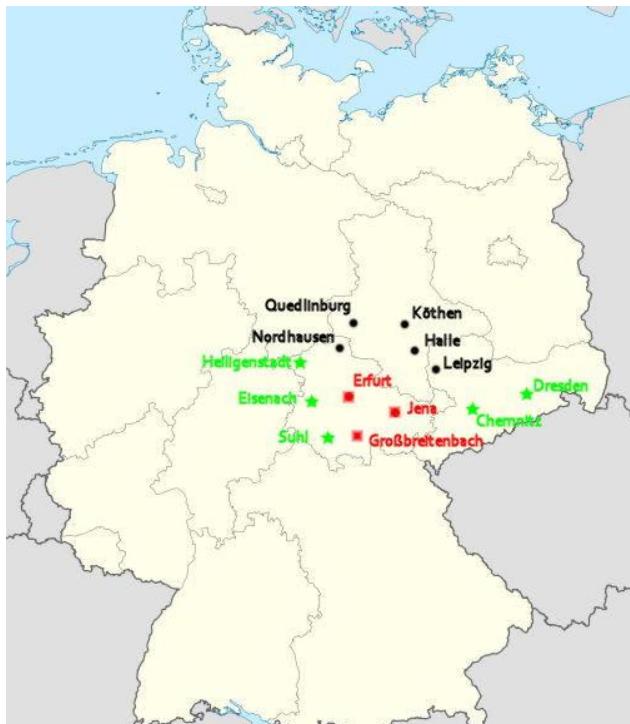 Quedlinburg
Köthen
Nordhausen
Halle
Heiligenstadt
Leipzig
Erfurt
Dresden
Eisenach
Jena
Chemnitz
Suhl
Großbreitenbach